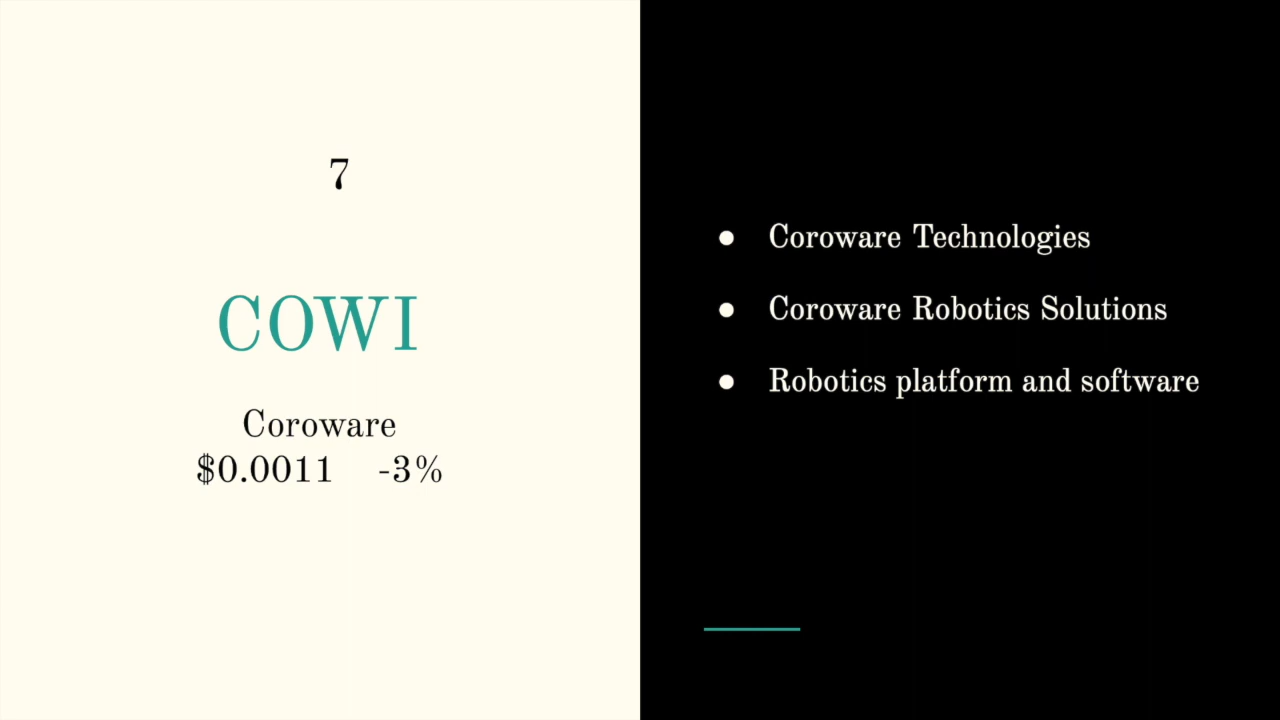 7
COWI
Coroware
$0.0011 -3%
● Coroware Technologies
● Coroware Robotics Solutions
● Robotics platform and software